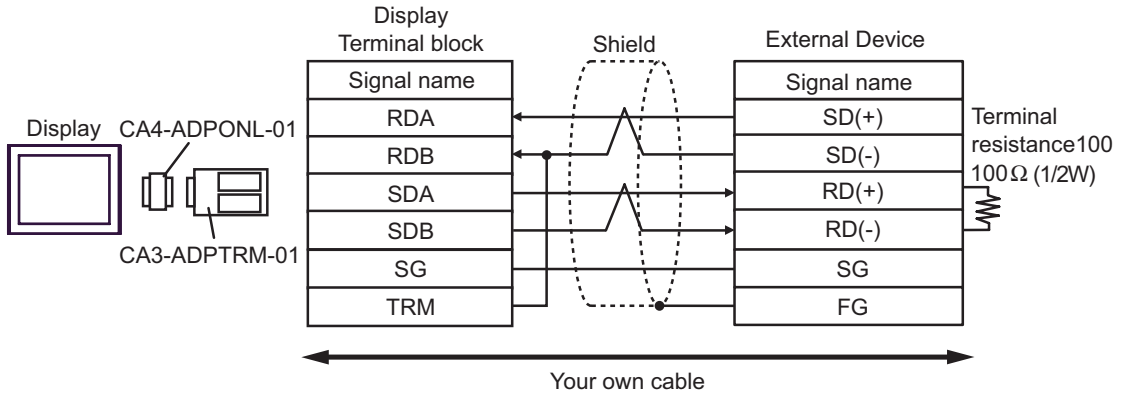 Display
Terminal block
Shield
External Device
Signal name
Signal name
RDA
SD(+)
Terminal
resistance100
100Ω (1/2W)
Display
CA4-ADPONL-01
RDB
SD(-)
SDA
RD(+)
SDB
RD(-)
CA3-ADPTRM-01
SG
SG
TRM
FG
Your own cable